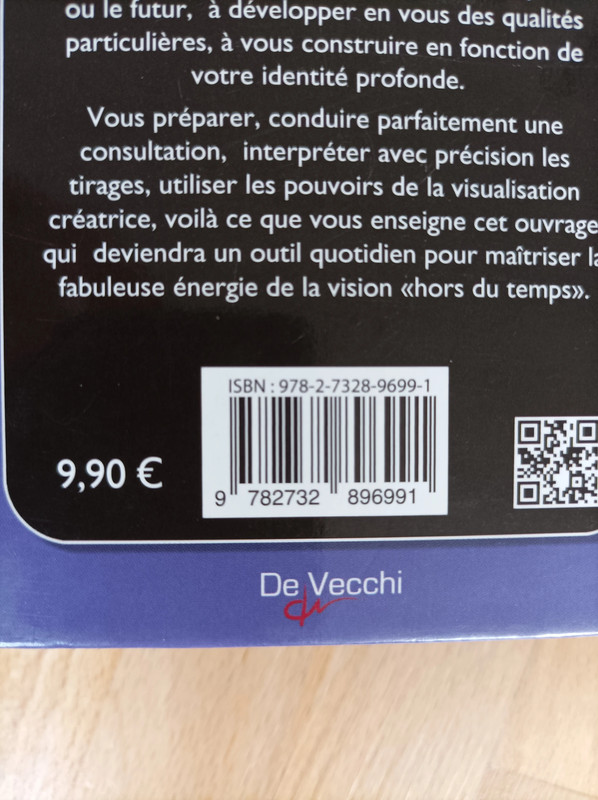 ou le futur, à développer en vous des qualités
particulières, à vous construire en fonction de
votre identité profonde.
Vous préparer, conduire parfaitement une
consultation, interpréter avec précision les
tirages, utiliser les pouvoirs de la visualisation
créatrice, voilà ce que vous enseigne cet ouvrage
qui deviendra un outil quotidien pour maîtriser la
fabuleuse énergie de la vision «hors du temps».
ISBN : 978-2-7328-9699-1
9,90 €
9 782732 896991
De Vecchi